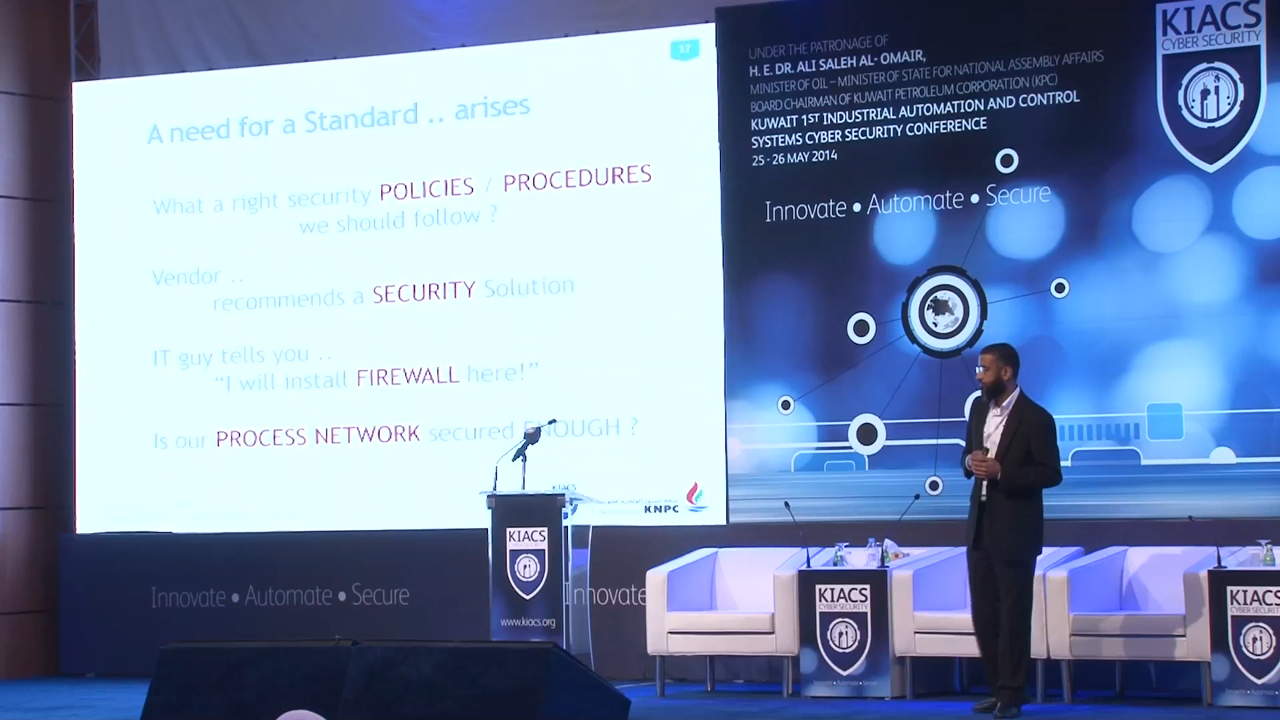 17
A need for a Standard .. arises
What a right security POLICIES / PROCEDURES
we should follow ?
Vendor ..
recommends a SECURITY Solution
IT guy tells you ..
"I will install FIREWALL here!"
Is our PROCESS NETWORK secured ENOUGH ?
KIACS
KNPC
UNDER THE PATRONAGE OF
H. E. DR. ALI SALEH AL- OMAIR,
MINISTER OF OIL – MINISTER OF STATE FOR NATIONAL ASSEMBLY AFFAIRS
BOARD CHAIRMAN OF KUWAIT PETROLEUM CORPORATION (KPC)
KUWAIT 1ST INDUSTRIAL AUTOMATION AND CONTROL
SYSTEMS CYBER SECURITY CONFERENCE
25 - 26 MAY 2014
Innovate • Automate • Secure
KIACS
CYBER SECURITY
Innovate • Automate • Secure
KIACS
www.kiacs.org
Innovate
KIACS
CYBER SECURITY
Innovate • Automate • Secure
KIACS
CYBER SECURITY